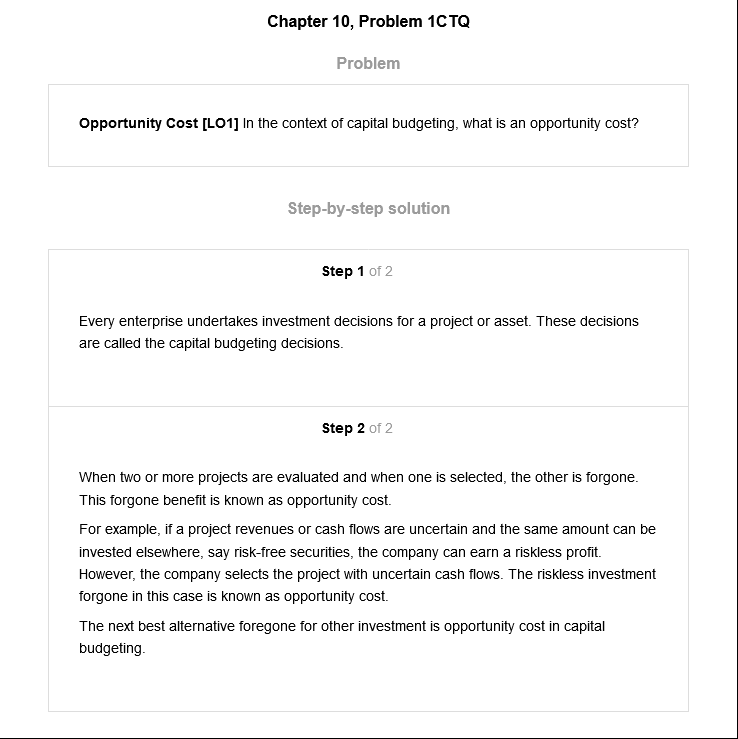 Chapter 10, Problem 1CTQ
Problem
Opportunity Cost [LO1] In the context of capital budgeting, what is an opportunity cost?
Step-by-step solution
Step 1 of 2
Every enterprise undertakes investment decisions for a project or asset. These decisions
are called the capital budgeting decisions.
Step 2 of 2
When two or more projects are evaluated and when one is selected, the other is forgone.
This forgone benefit is known as opportunity cost.
For example, if a project revenues or cash flows are uncertain and the same amount can be
invested elsewhere, say risk-free securities, the company can earn a riskless profit.
However, the company selects the project with uncertain cash flows. The riskless investment
forgone in this case is known as opportunity cost.
The next best alternative foregone for other investment is opportunity cost in capital
budgeting.